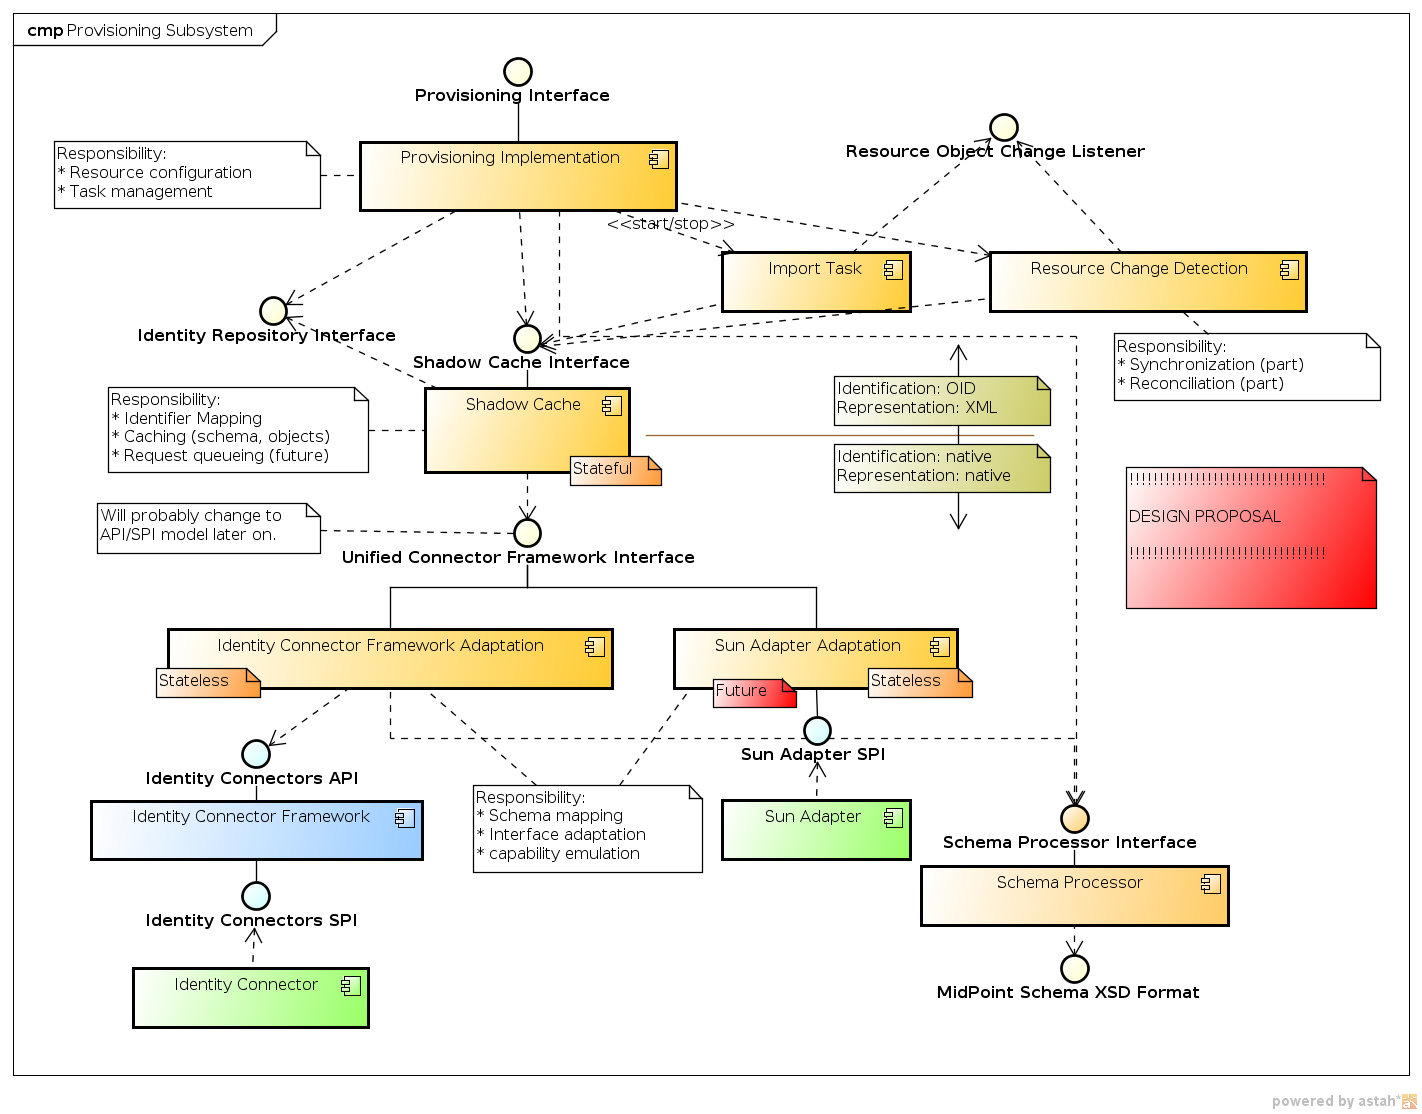 cmp Provisioning Subsystem
Provisioning Interface
Resource Object Change Listener
Responsibility:
* Resource configuration
* Task management
Provisioning Implementation
<<start/stop>>
Import Task
Resource Change Detection
Identity Repository Interface
Shadow Cache Interface
Responsibility:
* Synchronization (part)
* Reconciliation (part)
Responsibility:
* Identifier Mapping
* Caching (schema, objects)
* Request queueing (future)
Shadow Cache
Stateful
Identification: OID
Representation: XML
Identification: native
Representation: native
!!!!!!!!!!!!!!!!!!!!!!!!!!!!!!!!!
DESIGN PROPOSAL
!!!!!!!!!!!!!!!!!!!!!!!!!!!!!!!!!
Will probably change to
API/SPI model later on.
Unified Connector Framework Interface
Identity Connector Framework Adaptation
Stateless
Sun Adapter Adaptation
Future
Stateless
Identity Connectors API
Sun Adapter SPI
Identity Connector Framework
Responsibility:
* Schema mapping
* Interface adaptation
* capability emulation
Sun Adapter
Schema Processor Interface
Schema Processor
Identity Connectors SPI
Identity Connector
MidPoint Schema XSD Format
powered by astah*